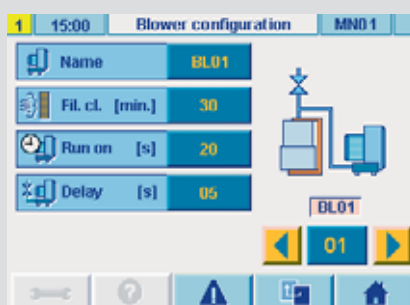 1 15:00 Blower configuration MN01
Name BL01
Fil. cl. [min.] 30
Run on [s] 20
Delay [s] 05
BL01
01